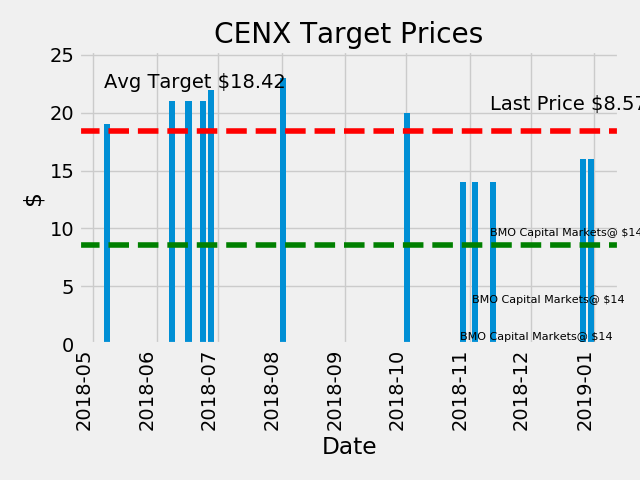 CENX Target Prices
25
Avg Target $18.42
Last Price $8.57
20
15
$
BMO Capital Markets@ $14
10
5
BMO Capital Markets@ $14
BMO Capital Markets@ $14
0
2018-05
2018-06
2018-07
2018-08
2018-09
2018-10
2018-11
2018-12
2019-01
Date